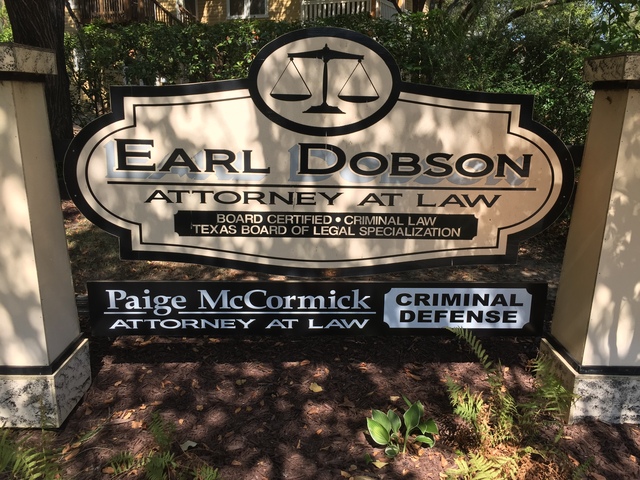 EARL DOBSON
ATTORNEY AT LAW
BOARD CERTIFIED • CRIMINAL LAW
TEXAS BOARD OF LEGAL SPECIALIZATION
Paige McCormick
ATTORNEY AT LAW
CRIMINAL
DEFENSE